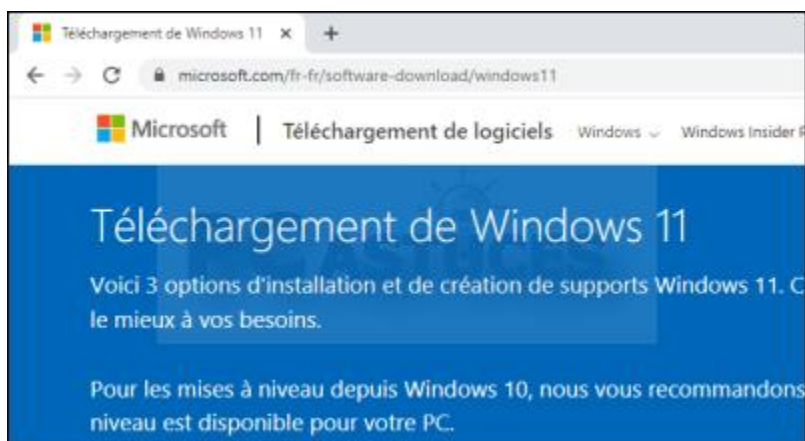 Téléchargement de Windows 11
microsoft.com/fr-fr/software-download/windows11
Microsoft | Téléchargement de logiciels Windows Windows Insider
Téléchargement de Windows 11
PC ASTUCES
Voici 3 options d'installation et de création de supports Windows 11. C
le mieux à vos besoins.
Pour les mises à niveau depuis Windows 10, nous vous recommandons
niveau est disponible pour votre PC.